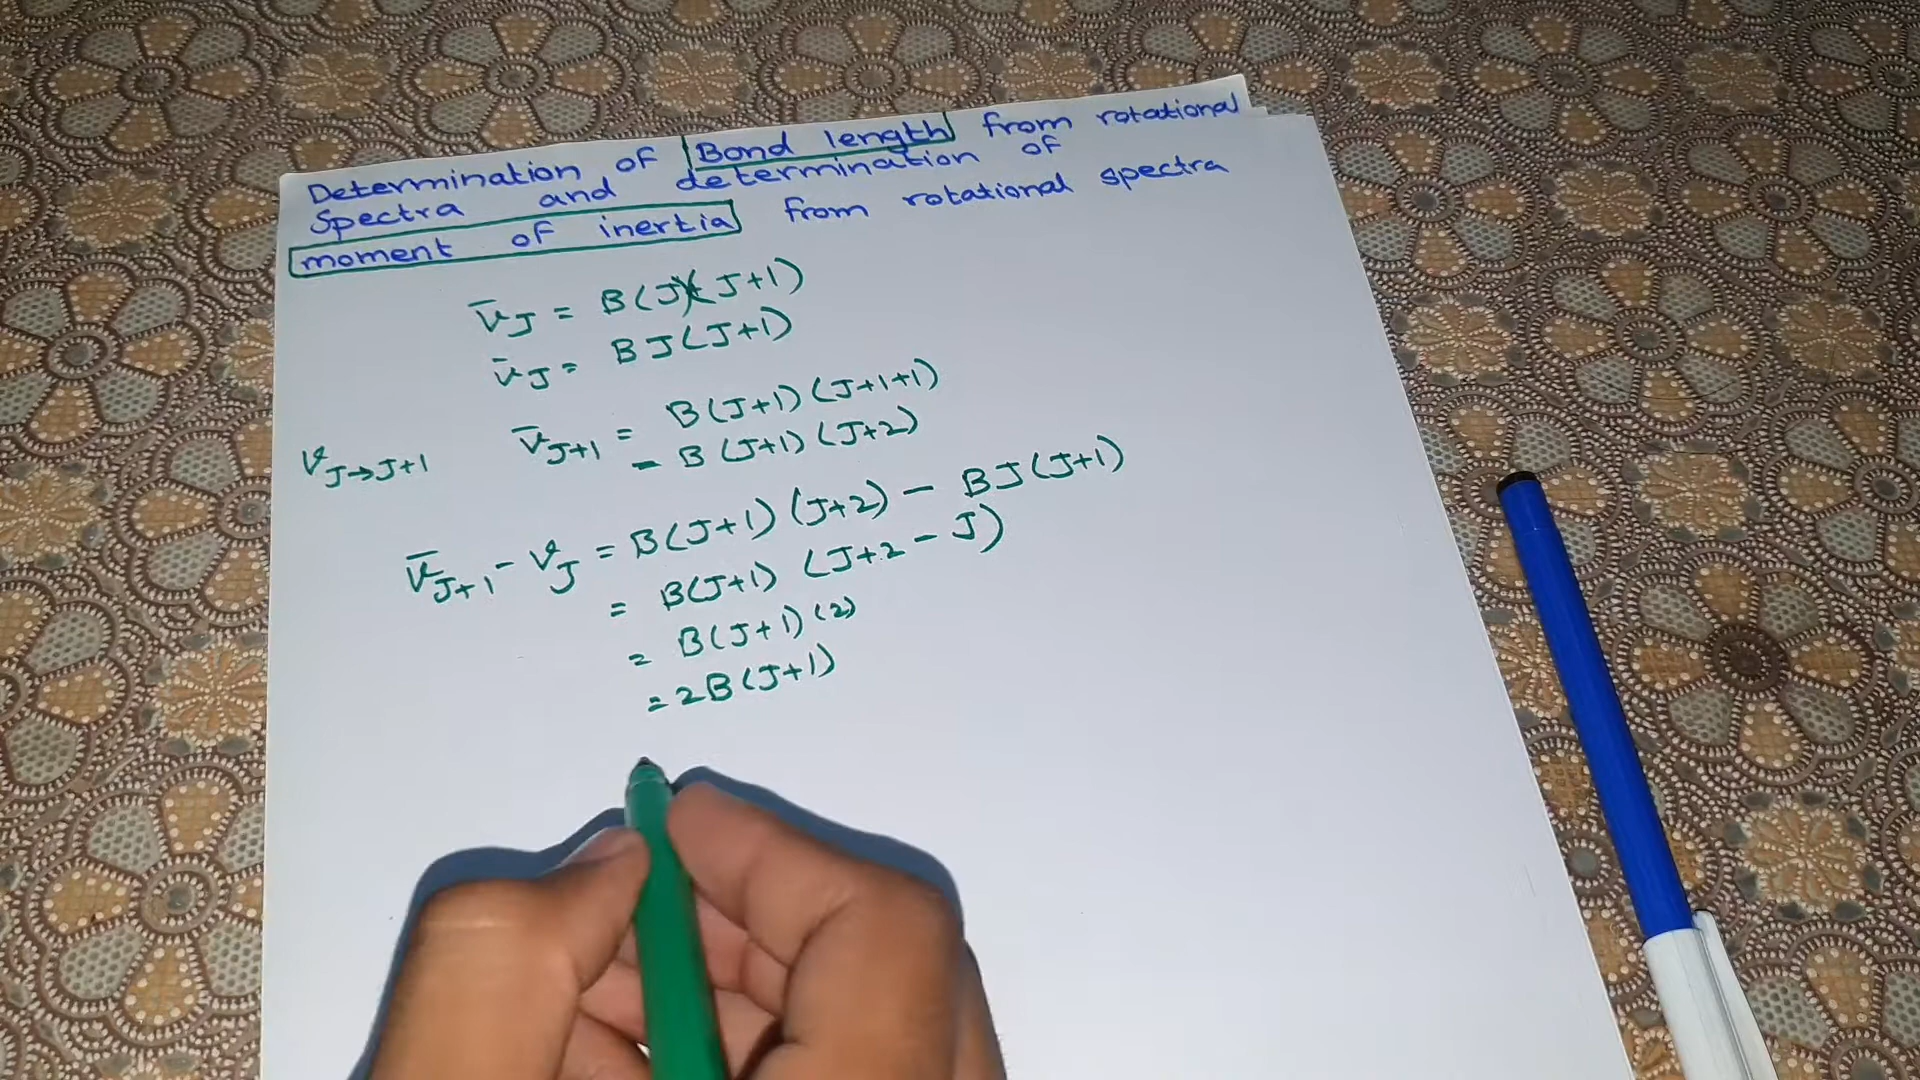 Determination of Bond length from rotational
Spectra and determination of
moment of inertia from rotational spectra
ν̄J = B(J)(J+1)
ν̄J = BJ(J+1)
ν̄J+1 = B(J+1)(J+1+1)
= B(J+1)(J+2)
νJ→J+1
ν̄J+1 - νJ = B(J+1)(J+2) - BJ(J+1)
= B(J+1)(J+2-J)
= B(J+1)(2)
= 2B(J+1)